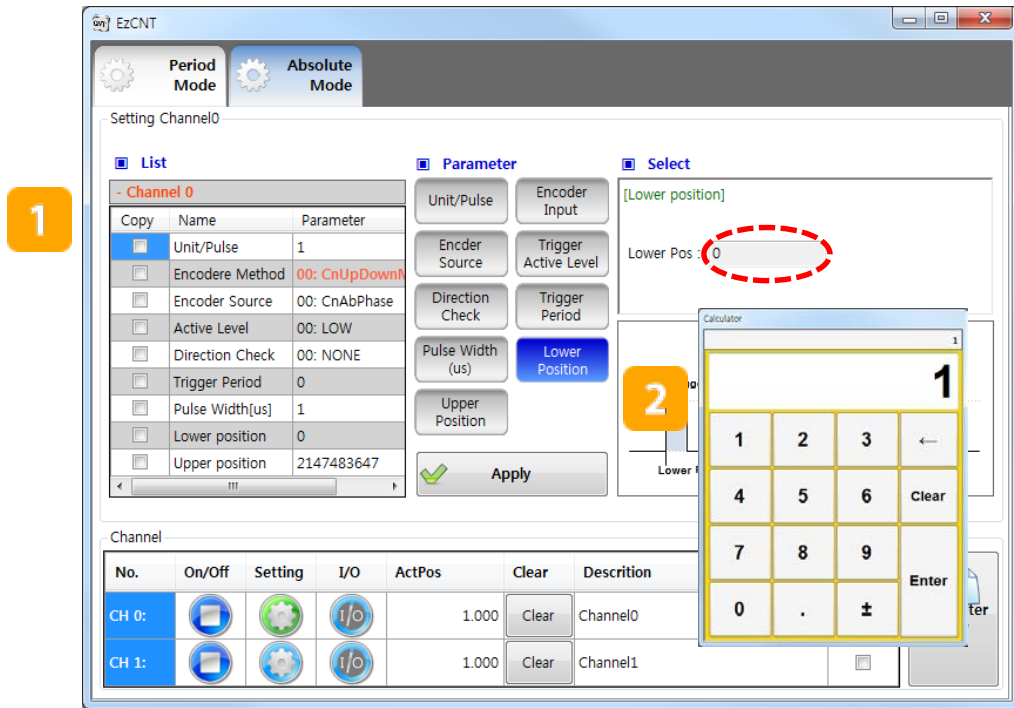 EzCNT
Period
Mode
Absolute
Mode
Setting Channel0
List
- Channel 0
Copy Name Parameter
Unit/Pulse 1
Encodere Method 00: CnUpDown
Encoder Source 00: CnAbPhase
Active Level 00: LOW
Direction Check 00: NONE
Trigger Period 0
Pulse Width[us] 1
Lower position 0
Upper position 2147483647
1
Parameter
Unit/Pulse
Encoder
Input
Encder
Source
Trigger
Active Level
Direction
Check
Trigger
Period
Pulse Width
(us)
Lower
Position
Upper
Position
Apply
Select
[Lower position]
Lower Pos : 0
2
Lower
Calculator
1
1
1 2 3 ←
4 5 6 Clear
7 8 9
Enter
0 . ±
Channel
No. On/Off Setting I/O ActPos Clear Descrition
CH 0: I/O 1.000 Clear Channel0
CH 1: I/O 1.000 Clear Channel1